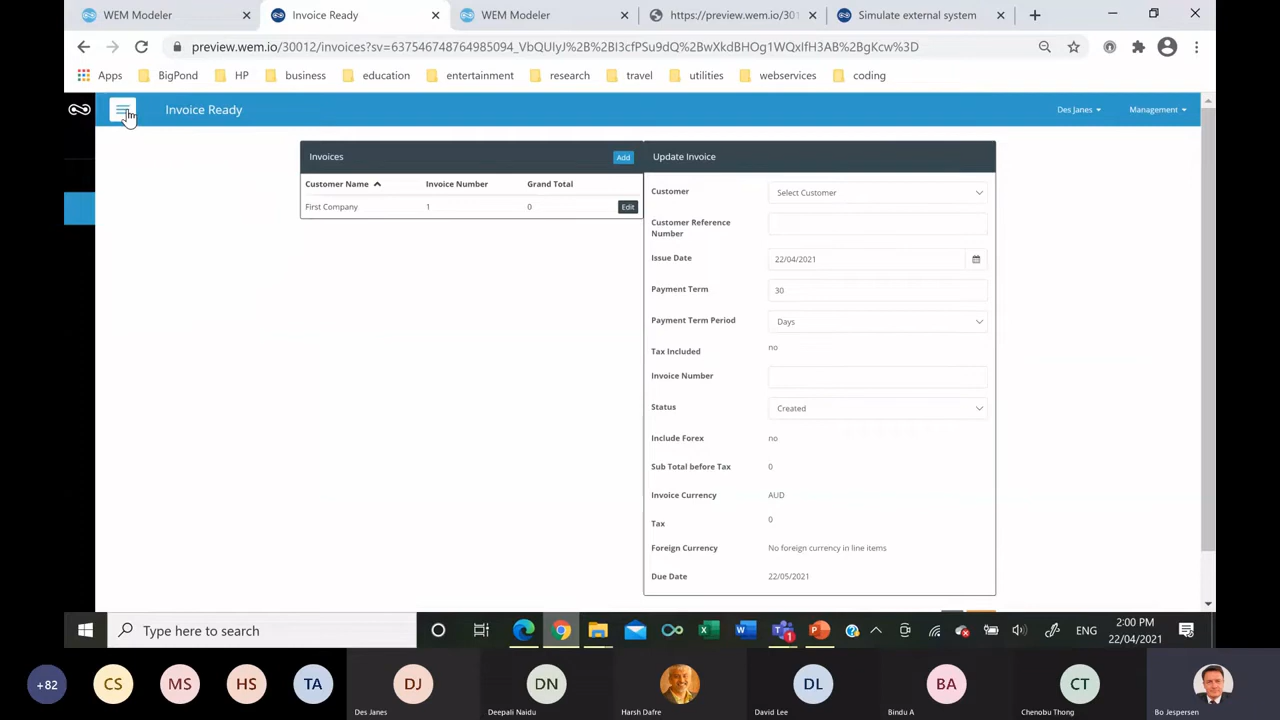 WEM Modeler
Invoice Ready
WEM Modeler
https://preview.wem.io/301
Simulate external system
preview.wem.io/30012/invoices?sv=637546748764985094_VbQUIyJ%2B%2BI3cfPSu9dQ%2BwXkdBHOg1WQxIfH3AB%2BgKcw%3D
Apps
BigPond
HP
business
education
entertainment
research
travel
utilities
webservices
coding
Invoice Ready
Des Janes
Management
Invoices
Add
Customer Name
Invoice Number
Grand Total
First Company
1
0
Edit
Update Invoice
Customer
Select Customer
Customer Reference
Number
Issue Date
22/04/2021
Payment Term
30
Payment Term Period
Days
Tax Included
no
Invoice Number
Status
Created
Include Forex
no
Sub Total before Tax
0
Invoice Currency
AUD
Tax
0
Foreign Currency
No foreign currency in line items
Due Date
22/05/2021
Type here to search
1
ENG
2:00 PM
22/04/2021
+82
CS
MS
HS
TA
DJ
Des Janes
DN
Deepali Naidu
Harsh Dafre
DL
David Lee
BA
Bindu A
CT
Chenobu Thong
Bo Jespersen